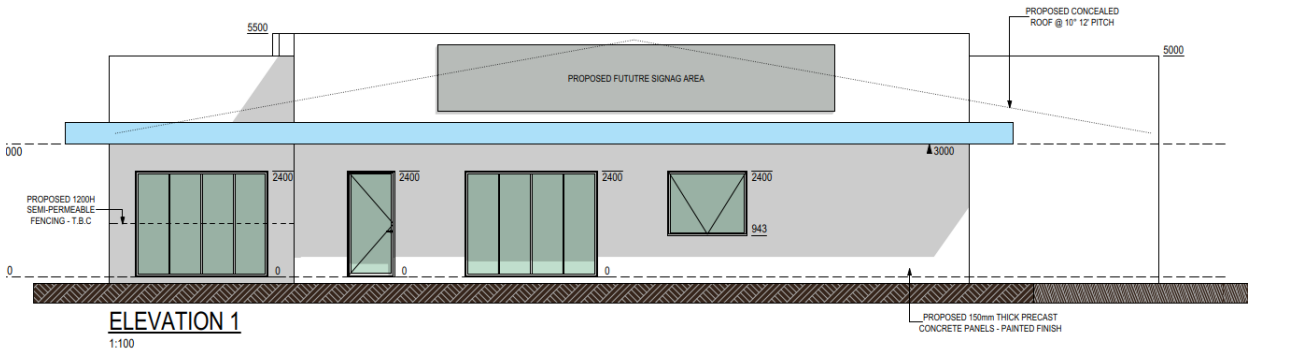 PROPOSED CONCEALED
ROOF @ 10° 12' PITCH
5500
5000
PROPOSED FUTUTRE SIGNAG AREA
000
3000
2400
2400
2400
2400
PROPOSED 1200H
SEMI-PERMEABLE
FENCING - T.B.C
943
0
0
0
0
PROPOSED 150mm THICK PRECAST
CONCRETE PANELS - PAINTED FINISH
ELEVATION 1
1:100